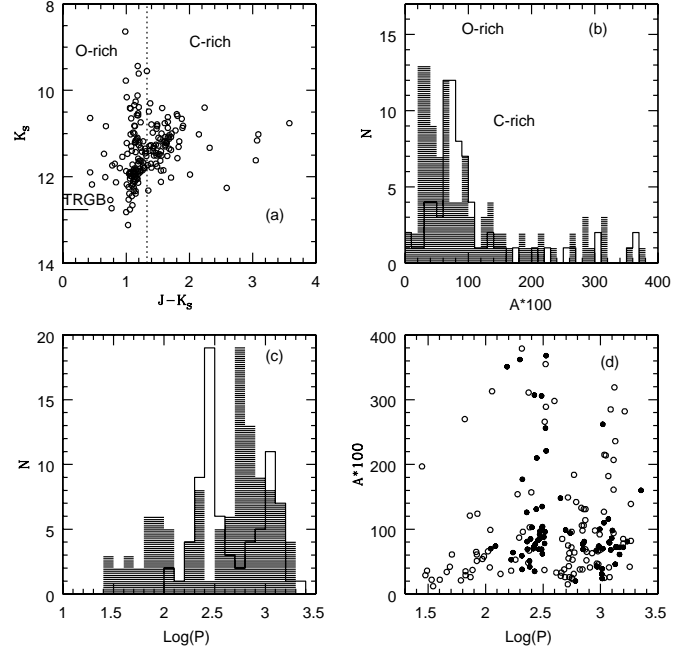 8
10
12
14
K_s
O-rich
C-rich
TRGB
(a)
0 1 2 3 4
J−K_s
15
10
5
0
N
O-rich
(b)
C-rich
0 100 200 300 400
A*100
20
15
10
5
0
N
(c)
1 1.5 2 2.5 3 3.5
Log(P)
400
300
200
100
0
A*100
(d)
1.5 2 2.5 3 3.5
Log(P)